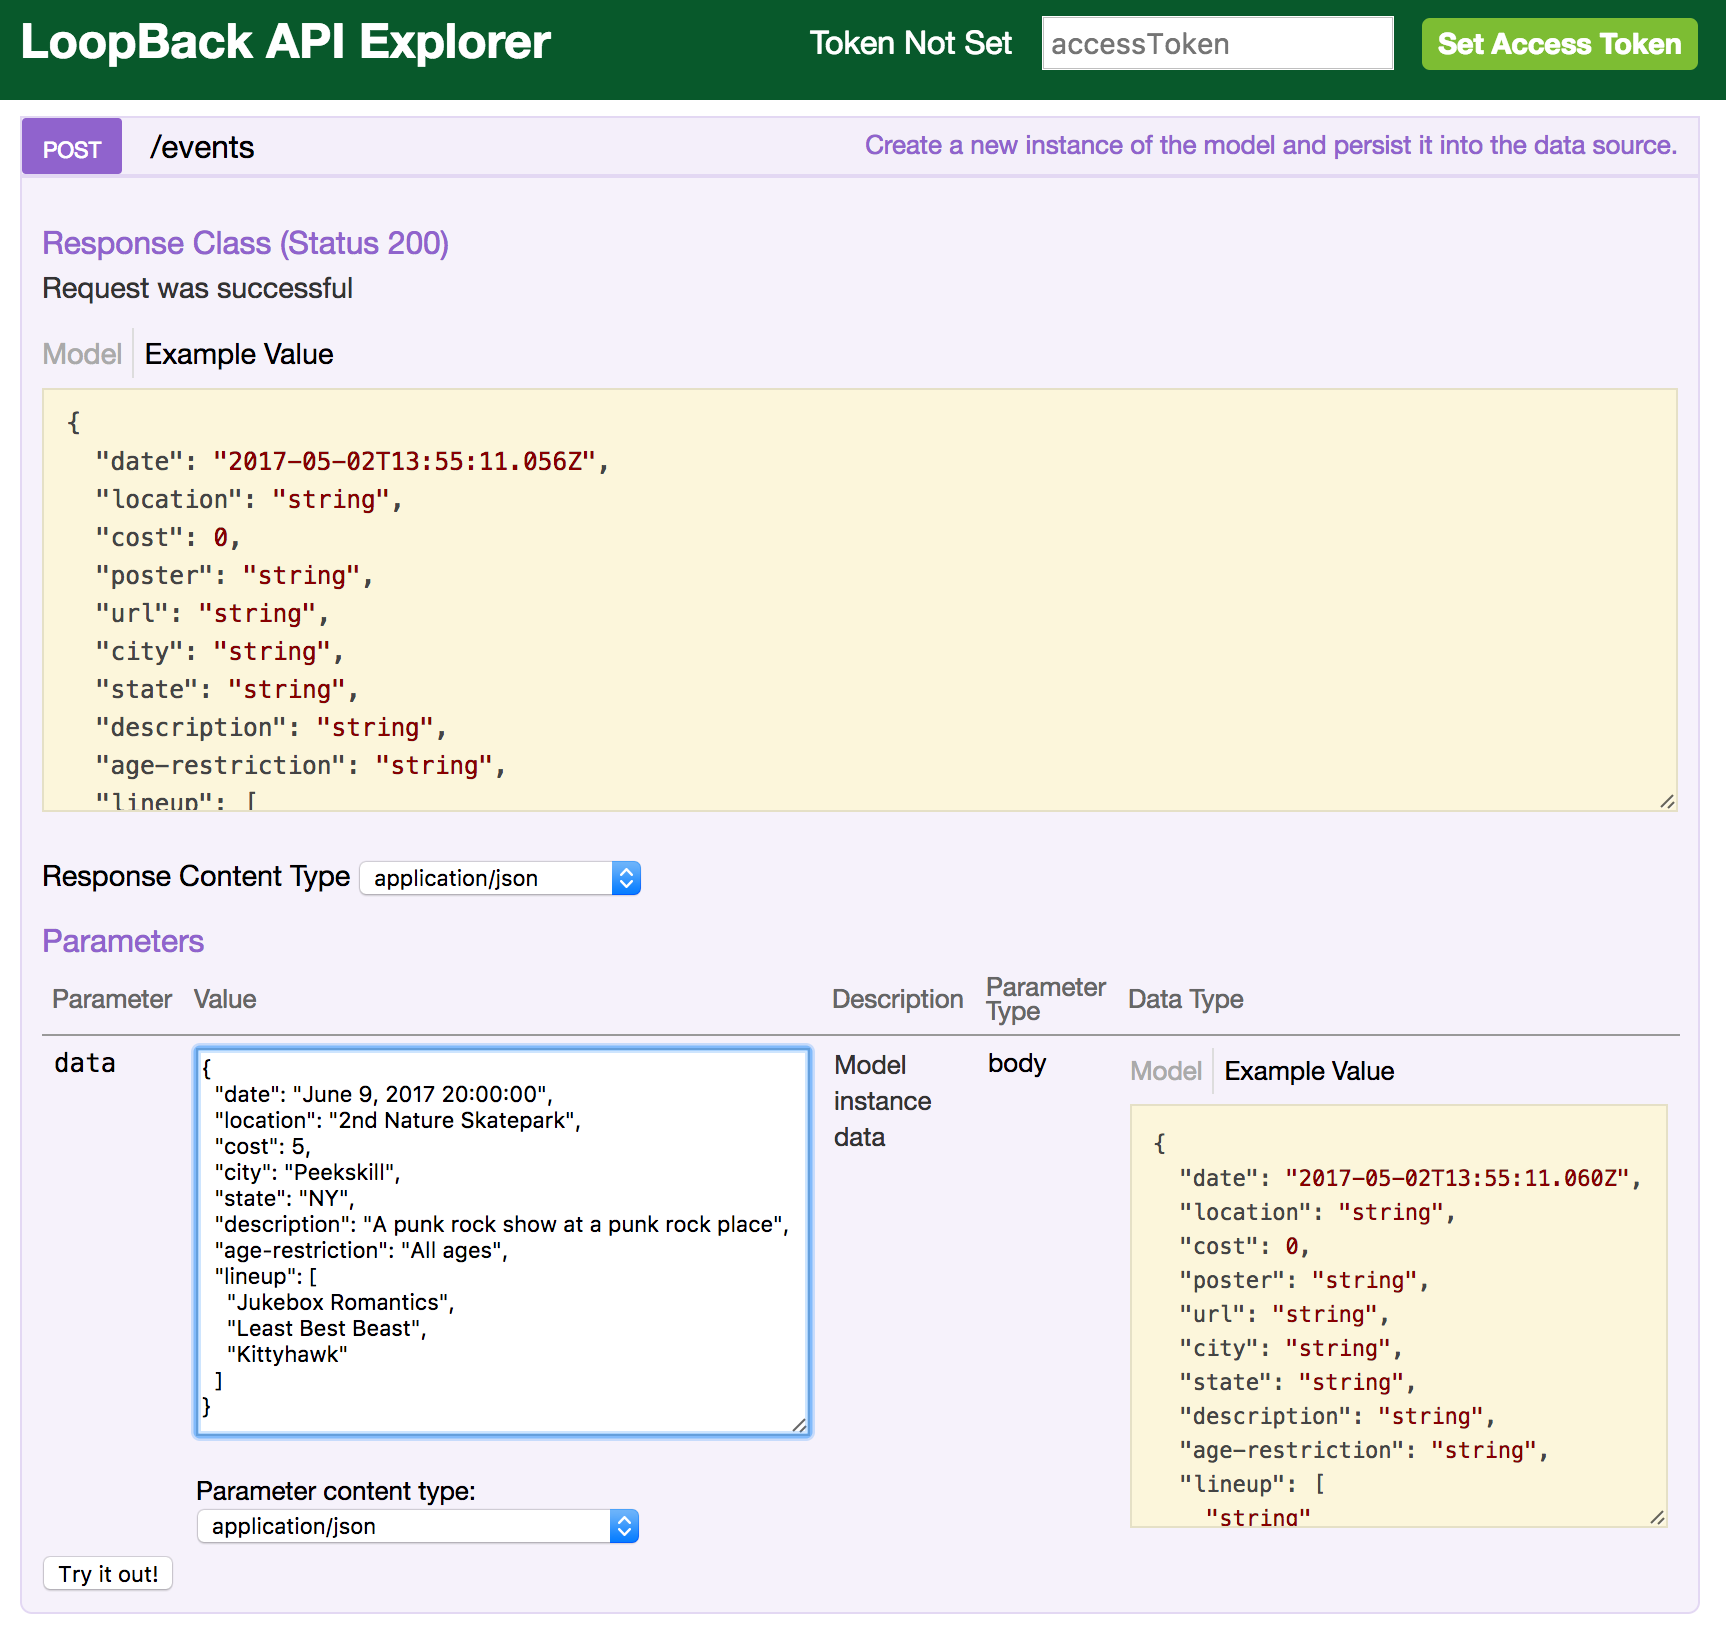 LoopBack API Explorer
Token Not Set
accessToken
Set Access Token
POST
/events
Create a new instance of the model and persist it into the data source.
Response Class (Status 200)
Request was successful
Model
Example Value
{
"date": "2017-05-02T13:55:11.056Z",
"location": "string",
"cost": 0,
"poster": "string",
"url": "string",
"city": "string",
"state": "string",
"description": "string",
"age-restriction": "string",
"lineup": [
Response Content Type
application/json
Parameters
Parameter
Value
Description
Parameter
Type
Data Type
data
{
"date": "June 9, 2017 20:00:00",
"location": "2nd Nature Skatepark",
"cost": 5,
"city": "Peekskill",
"state": "NY",
"description": "A punk rock show at a punk rock place",
"age-restriction": "All ages",
"lineup": [
"Jukebox Romantics",
"Least Best Beast",
"Kittyhawk"
]
}
Parameter content type:
application/json
Model
instance
data
body
Model
Example Value
{
"date": "2017-05-02T13:55:11.060Z",
"location": "string",
"cost": 0,
"poster": "string",
"url": "string",
"city": "string",
"state": "string",
"description": "string",
"age-restriction": "string",
"lineup": [
"string"
Try it out!